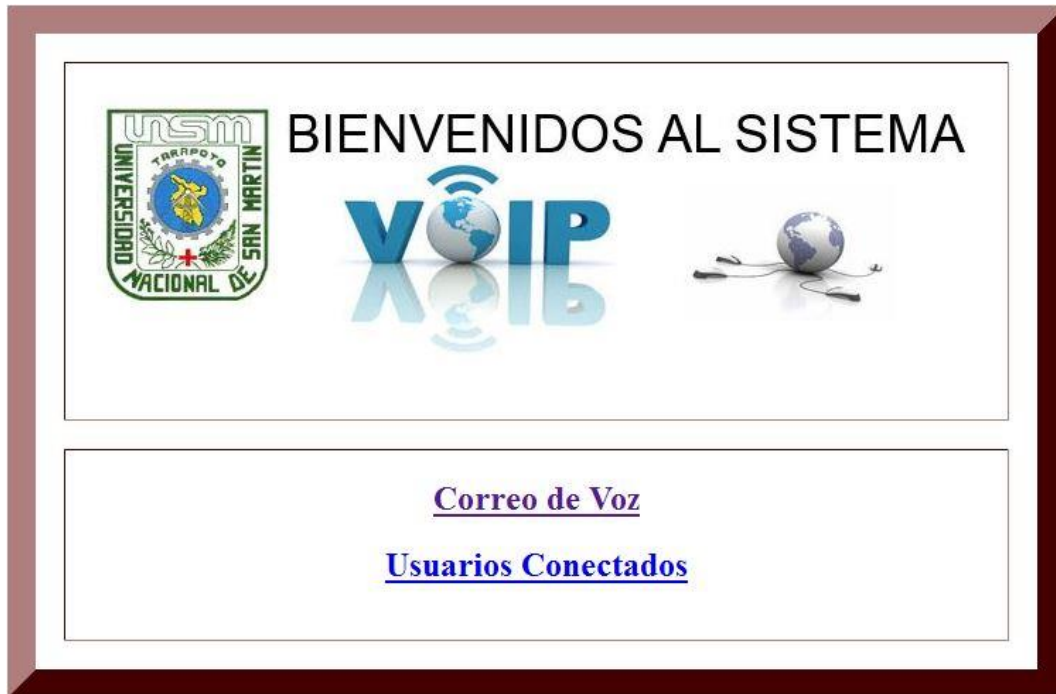 UNSM
TARAPOTO
UNIVERSIDAD
NACIONAL DE
SAN MARTIN
BIENVENIDOS AL SISTEMA
VOIP
Correo de Voz
Usuarios Conectados